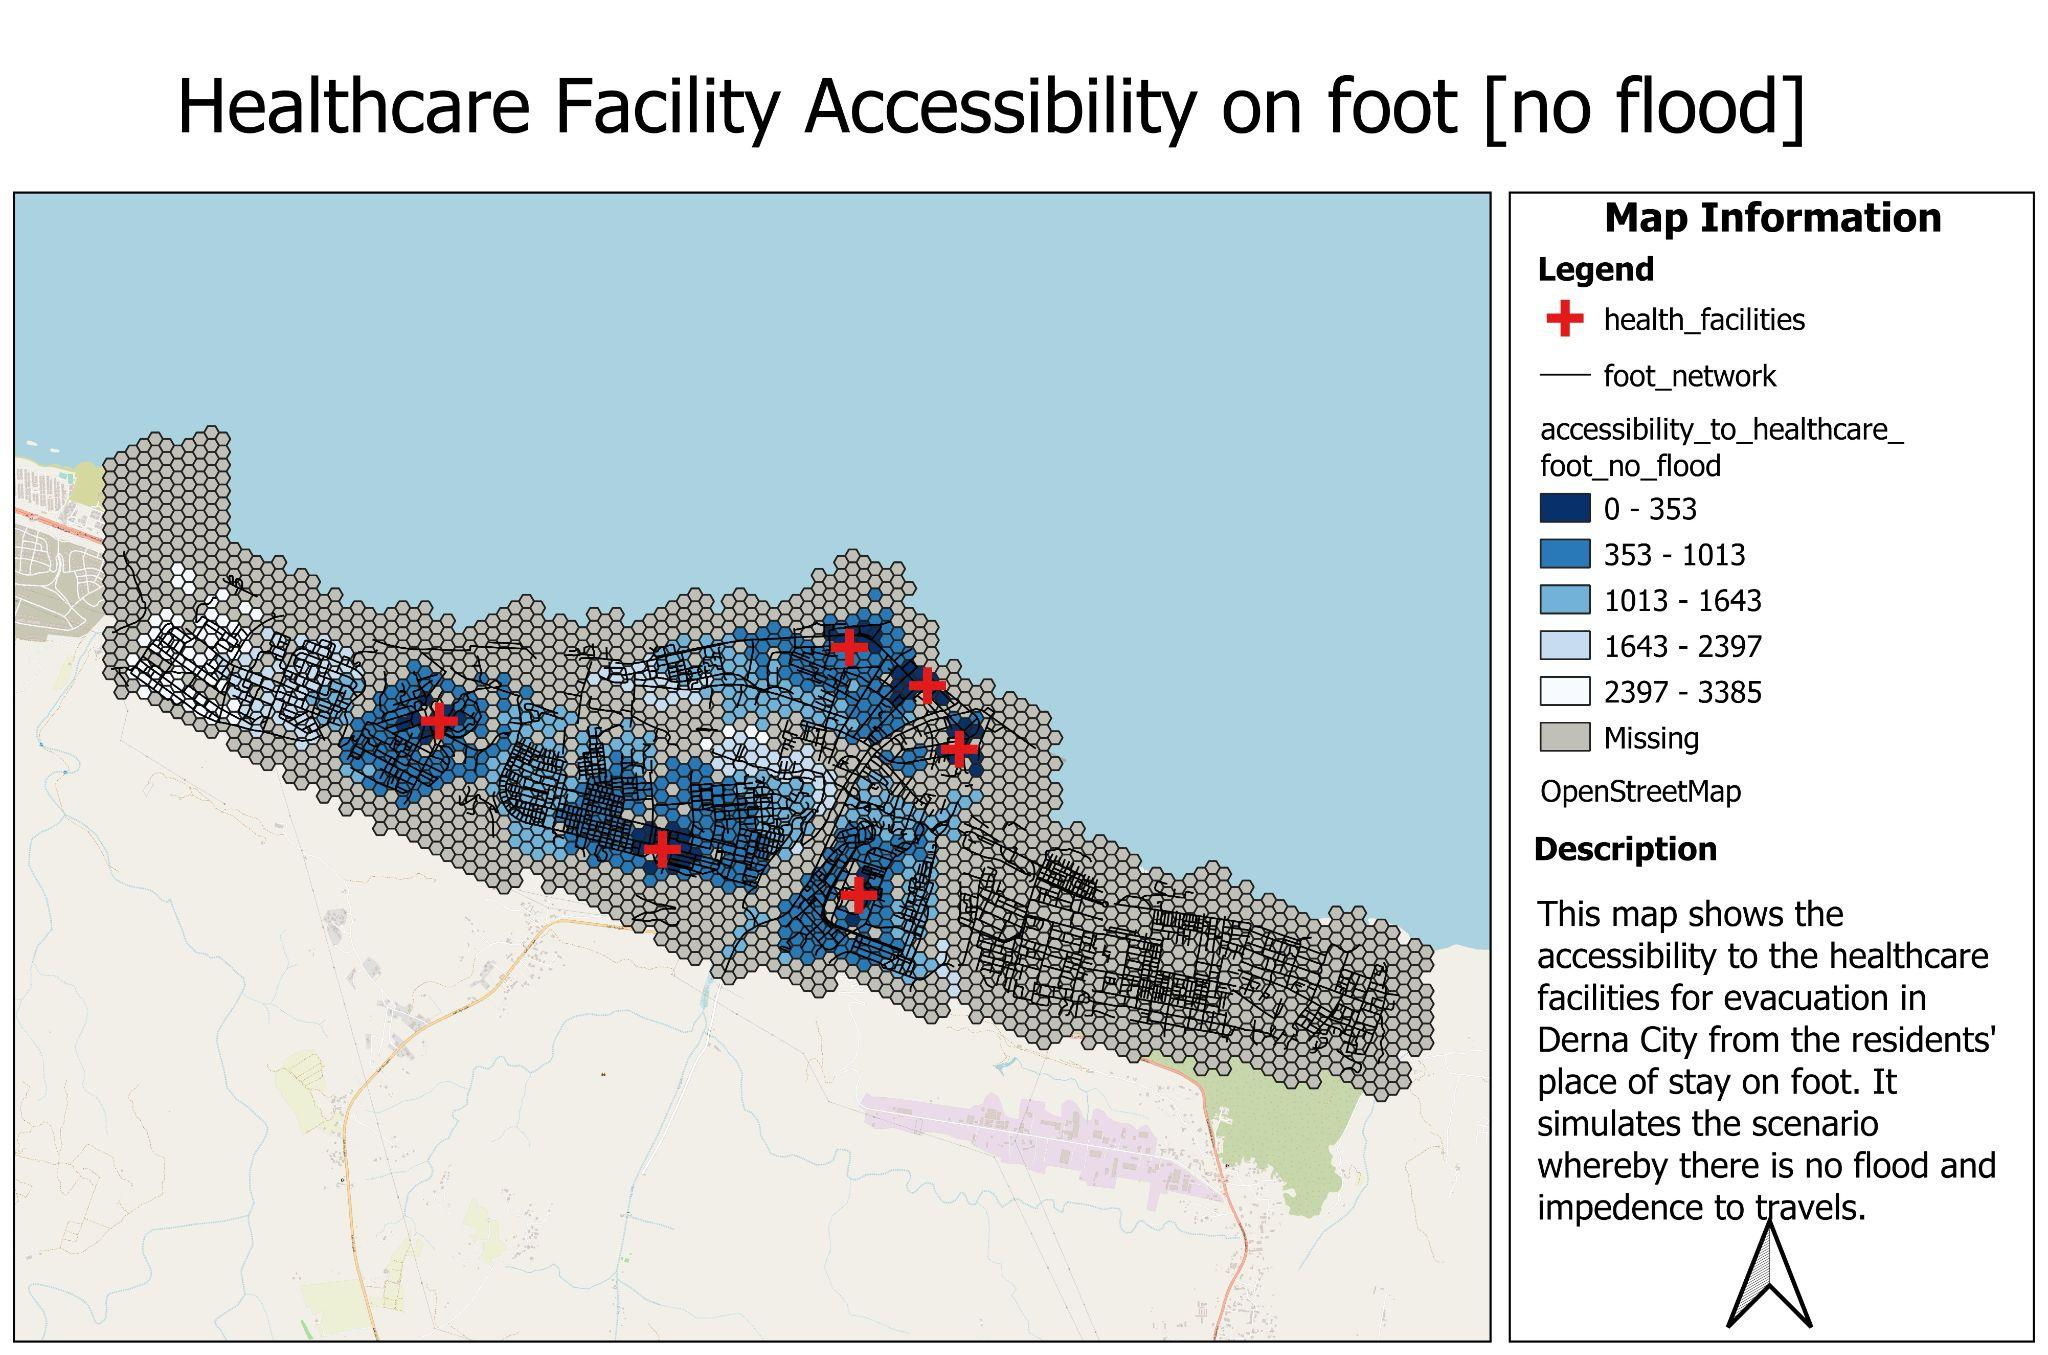 Healthcare Facility Accessibility on foot [no flood]
Map Information
Legend
health_facilities
foot_network
accessibility_to_healthcare_
foot_no_flood
0 - 353
353 - 1013
1013 - 1643
1643 - 2397
2397 - 3385
Missing
OpenStreetMap
Description
This map shows the
accessibility to the healthcare
facilities for evacuation in
Derna City from the residents'
place of stay on foot. It
simulates the scenario
whereby there is no flood and
impedence to travels.